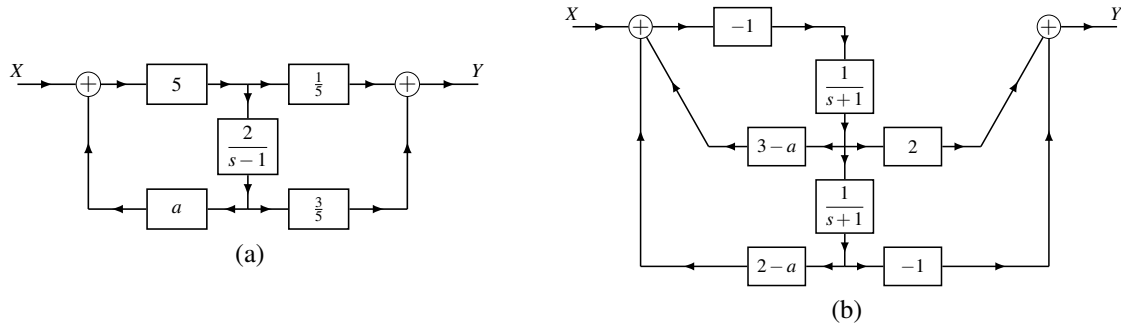 X
+
5
1/5
+
Y
2/(s − 1)
a
3/5
(a)
X
+
−1
+
Y
1/(s + 1)
3 − a
2
1/(s + 1)
2 − a
−1
(b)